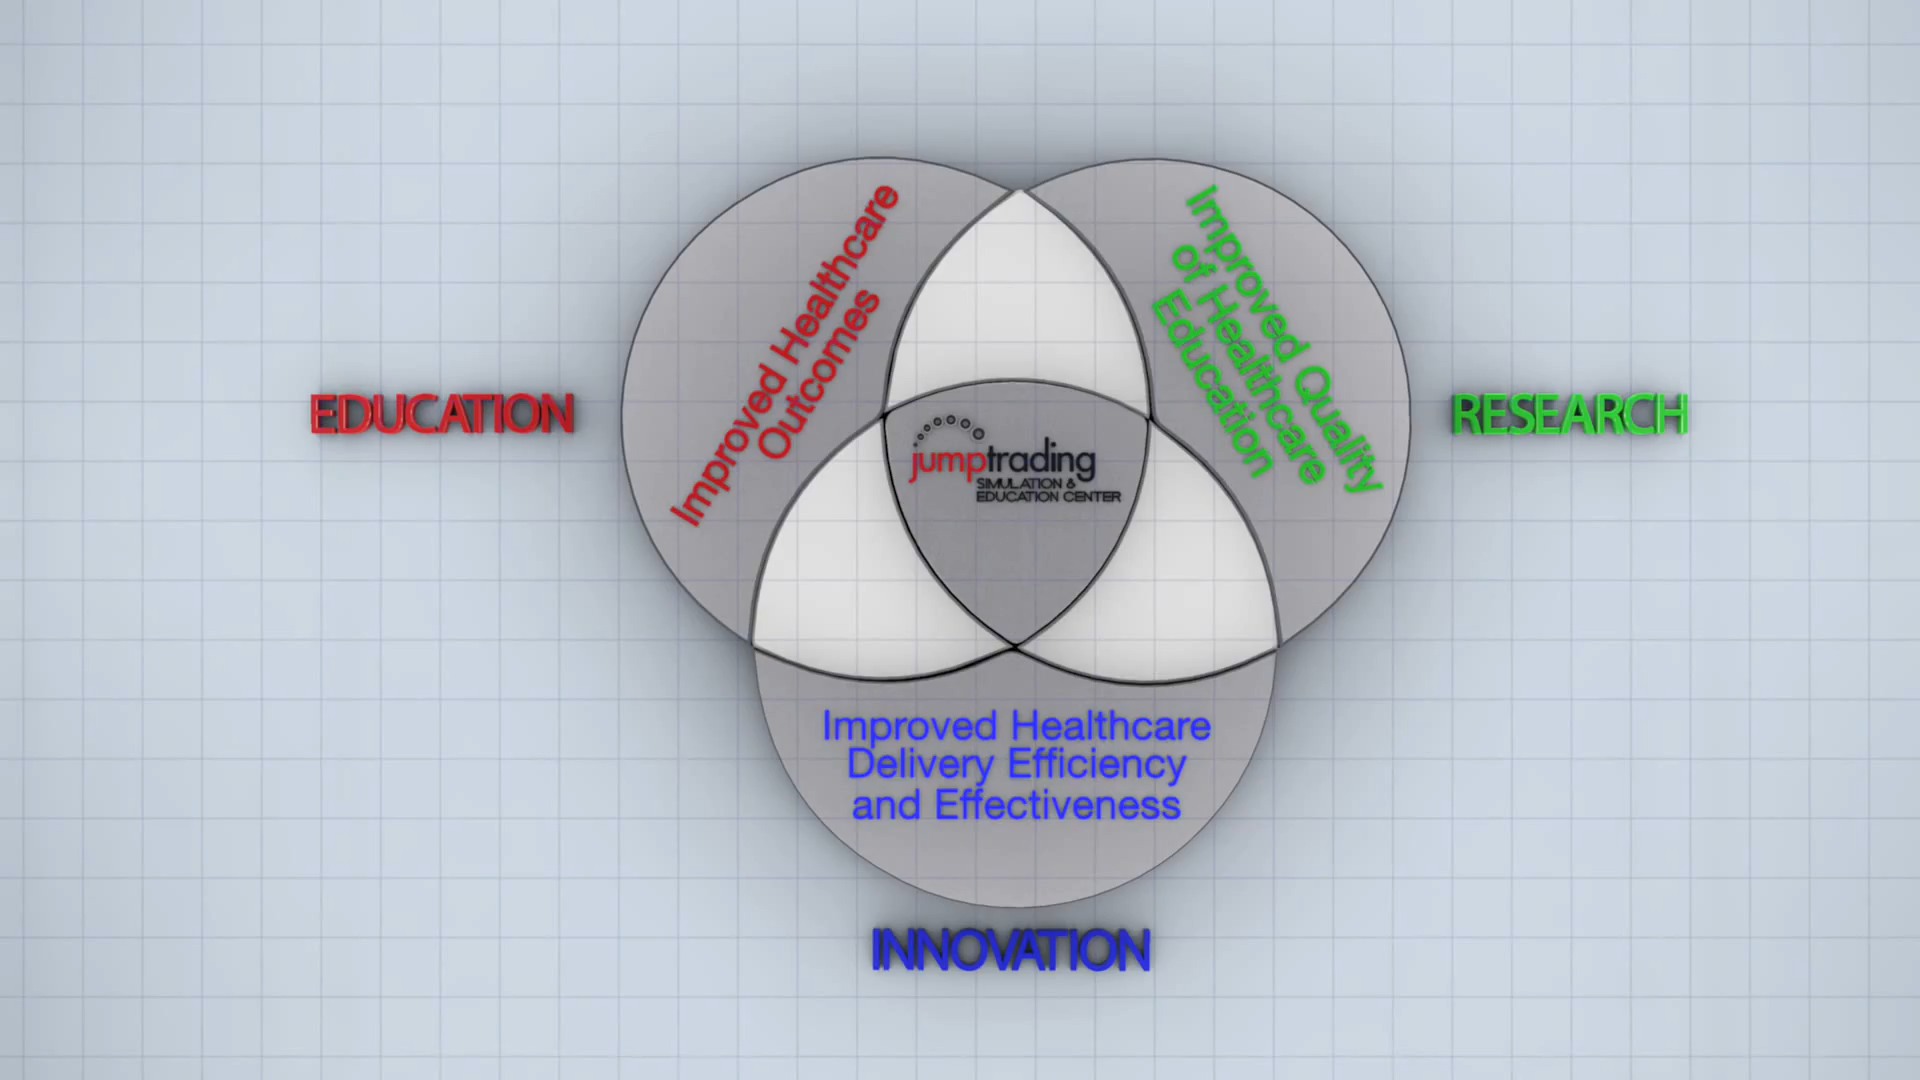 Improved Healthcare
Outcomes
Improved Quality
of Healthcare
Education
EDUCATION
RESEARCH
jumptrading
SIMULATION &
EDUCATION CENTER
Improved Healthcare
Delivery Efficiency
and Effectiveness
INNOVATION